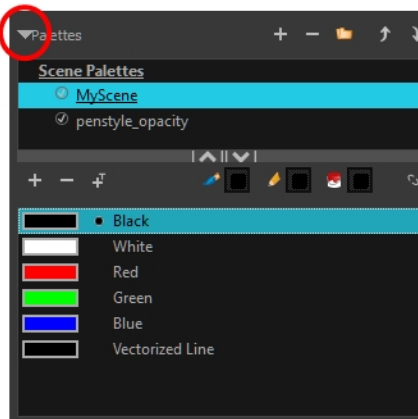 Palettes
Scene Palettes
MyScene
penstyle_opacity
Black
White
Red
Green
Blue
Vectorized Line